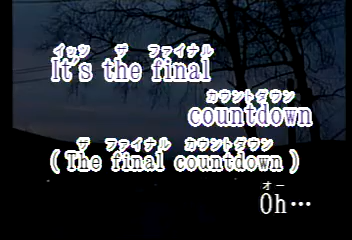 イッツ ザ ファイナル
It's the final
カウントダウン
countdown
ザ ファイナル カウントダウン
(The final countdown)
オー
Oh…